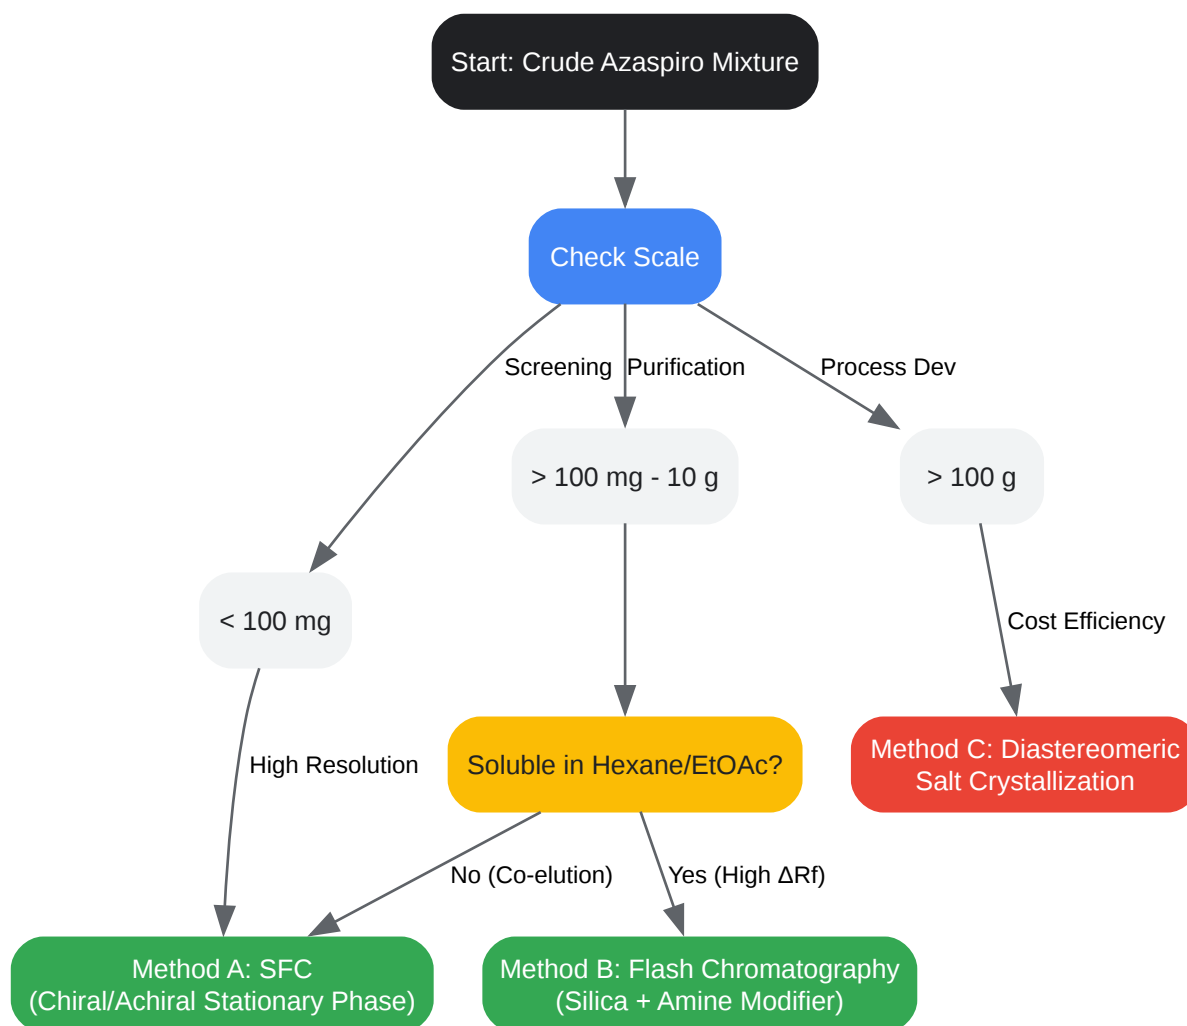 Start: Crude Azaspiro Mixture
Check Scale
Screening
Purification
Process Dev
> 100 mg - 10 g
> 100 g
< 100 mg
Cost Efficiency
High Resolution
Soluble in Hexane/EtOAc?
Method C: Diastereomeric
Salt Crystallization
No (Co-elution)
Yes (High ΔRf)
Method A: SFC
(Chiral/Achiral Stationary Phase)
Method B: Flash Chromatography
(Silica + Amine Modifier)